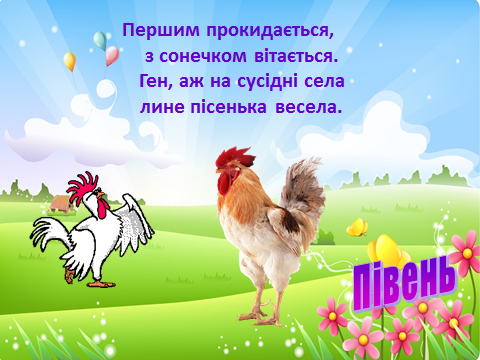 Першим прокидається,
з сонечком вітається.
Ген, аж на сусідні села
лине пісенька весела.
Півень